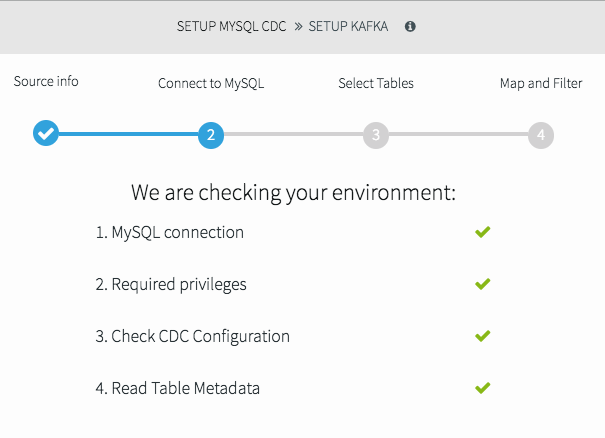 SETUP MYSQL CDC » SETUP KAFKA
Source info
Connect to MySQL
Select Tables
Map and Filter
2
3
4
We are checking your environment:
1. MySQL connection
2. Required privileges
3. Check CDC Configuration
4. Read Table Metadata